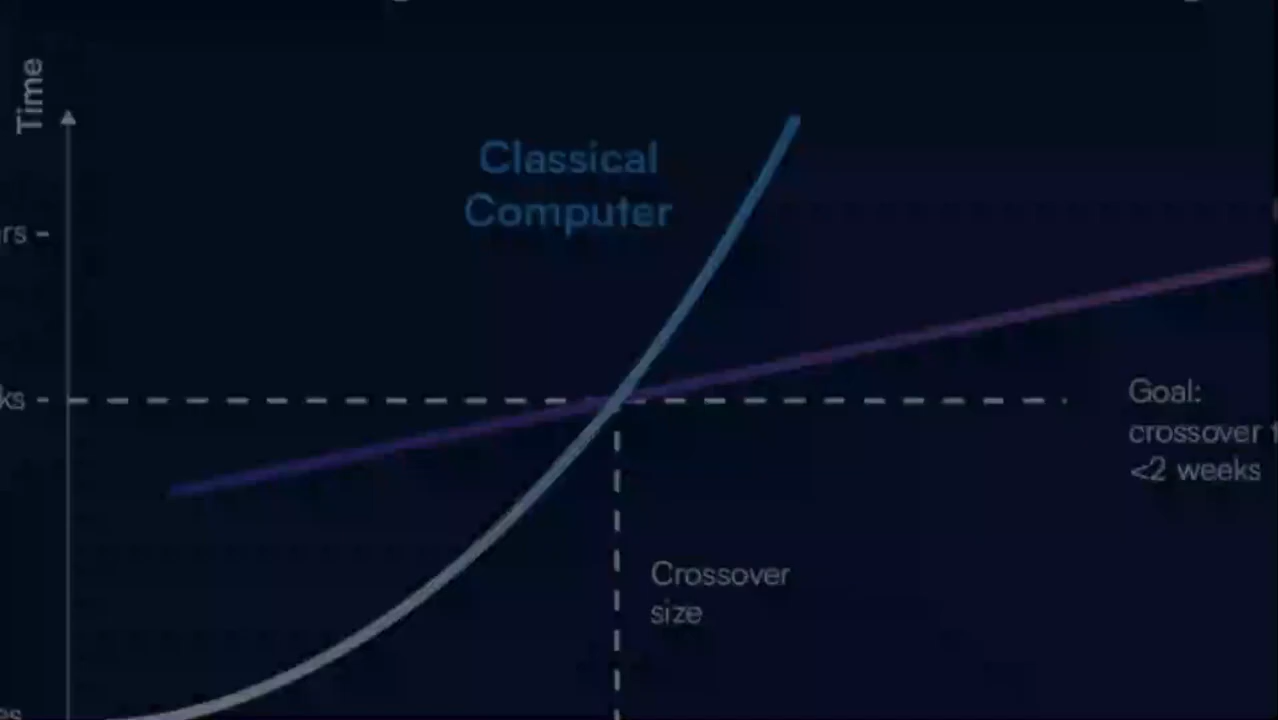 Time
Classical
Computer
Goal:
crossover
<2 weeks
Crossover
size